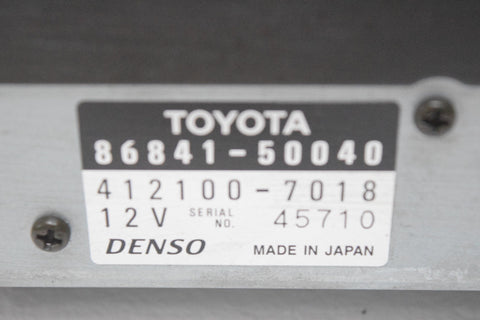 TOYOTA
86841-50040
412100-7018
12V SERIAL NO. 45710
DENSO MADE IN JAPAN